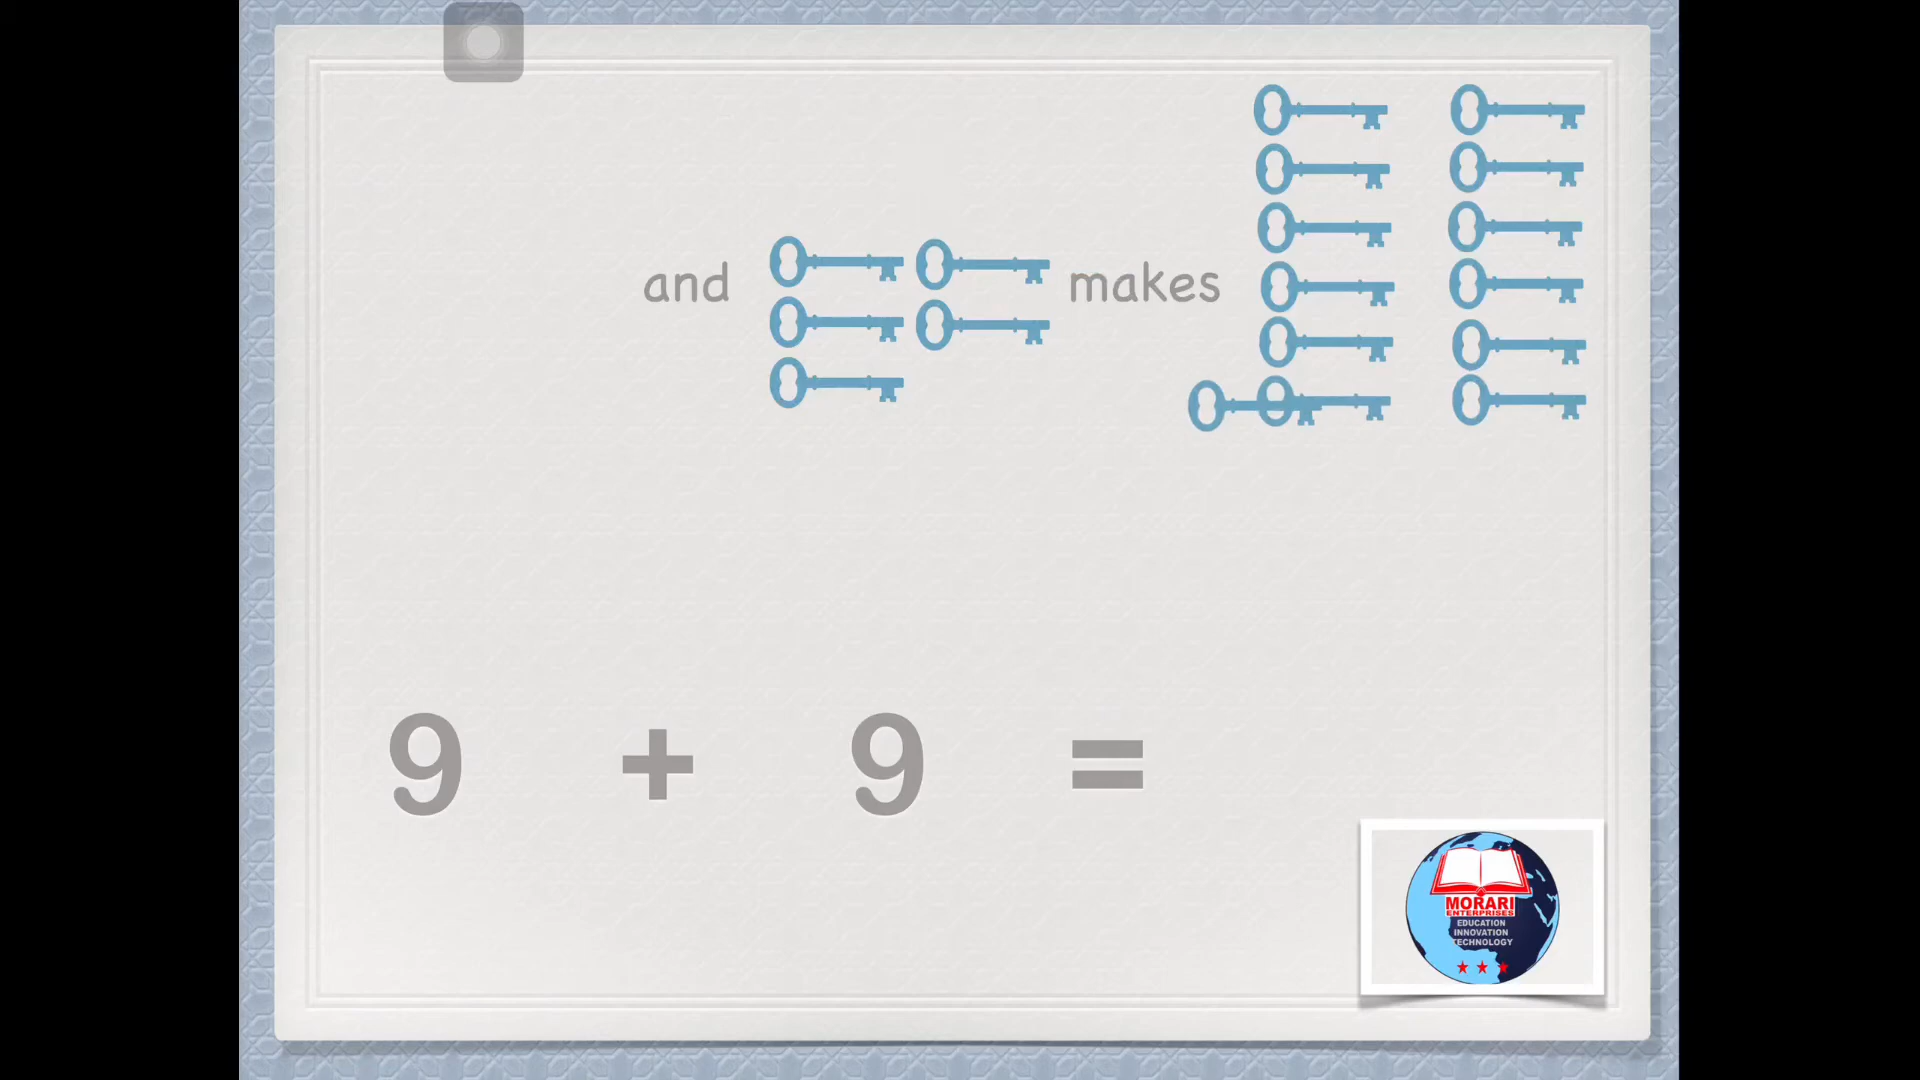 and makes
9 + 9 =
MORARI
ENTERPRISES
EDUCATION
INNOVATION
TECHNOLOGY